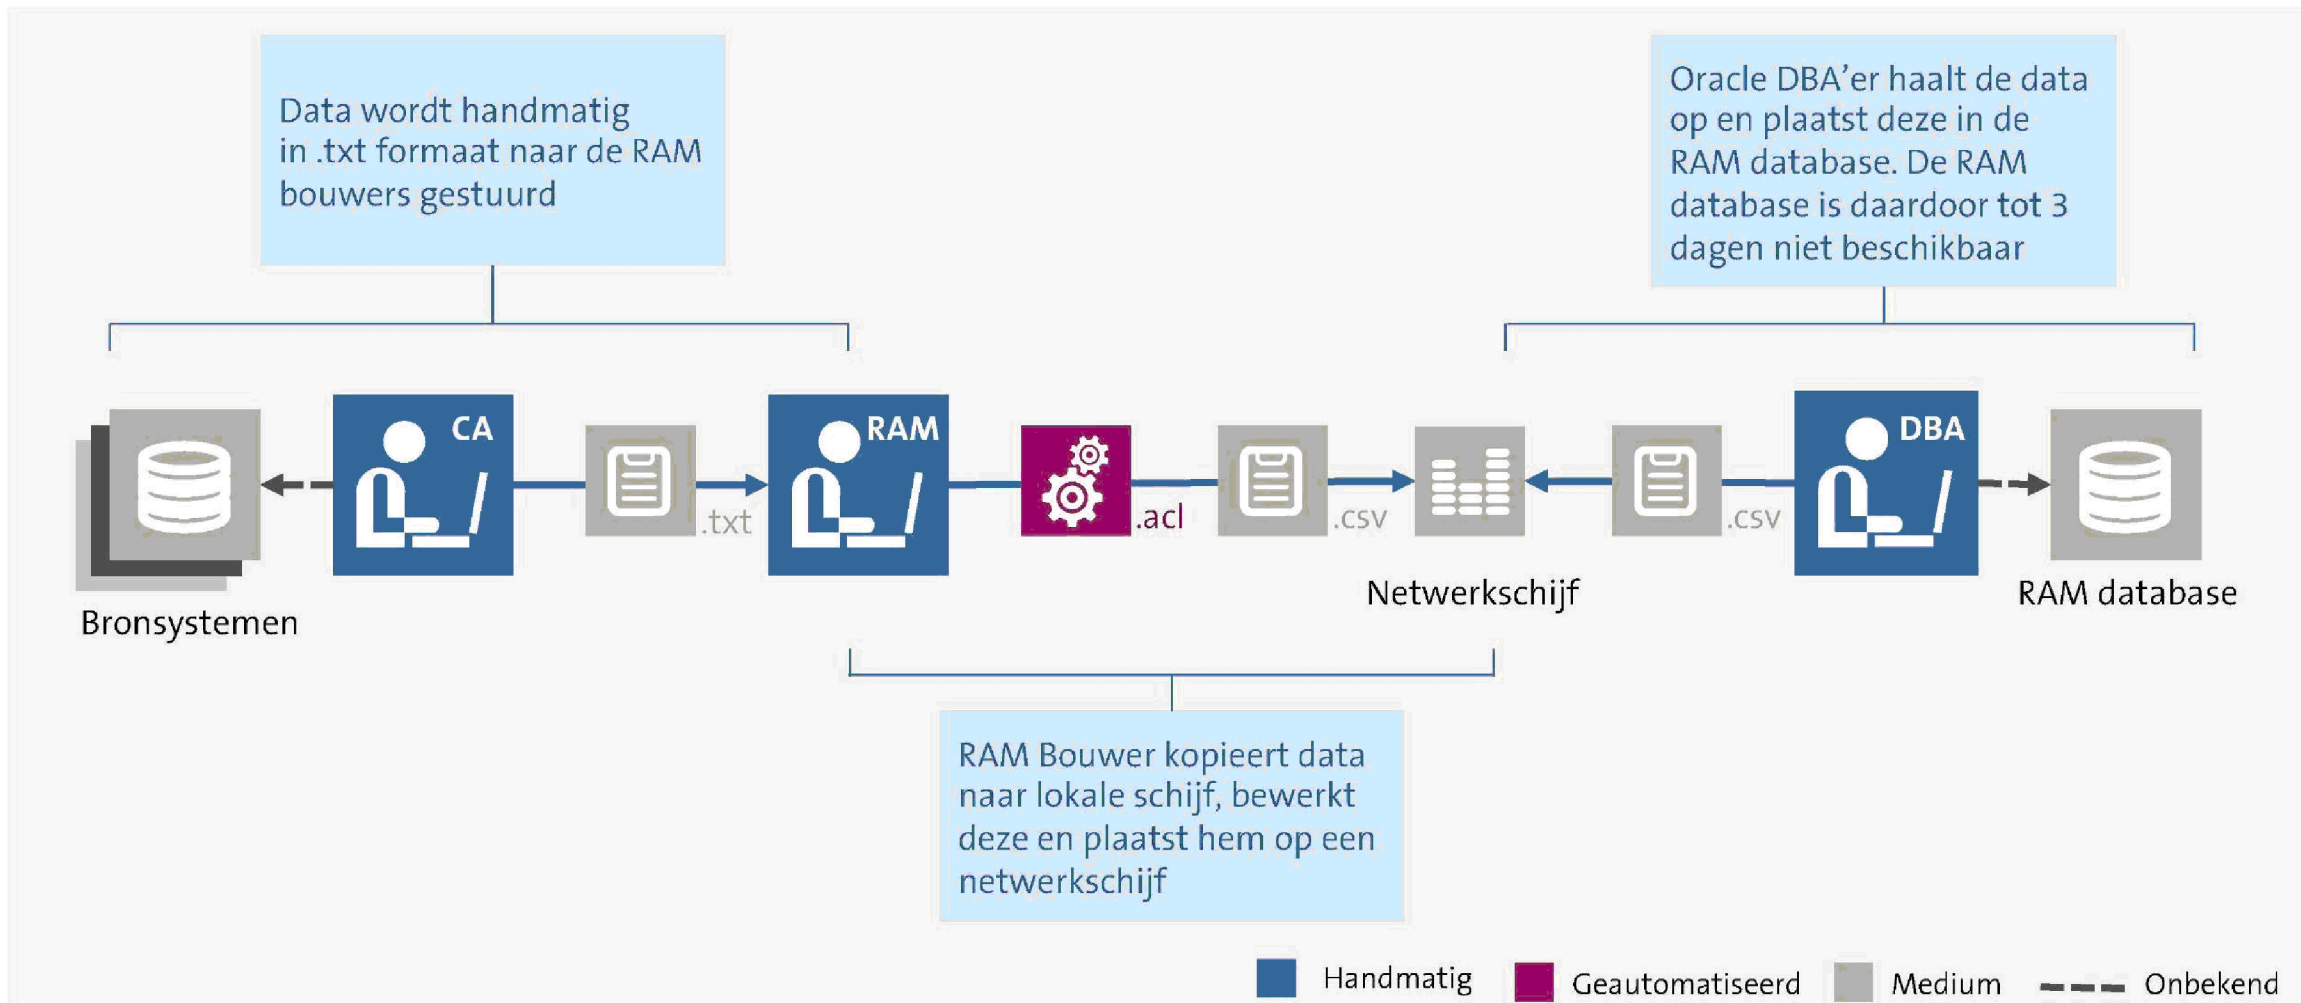 Data wordt handmatig
in .txt formaat naar de RAM
bouwers gestuurd
Oracle DBA'er haalt de data
op en plaatst deze in de
RAM database. De RAM
database is daardoor tot 3
dagen niet beschikbaar
CA
.txt
RAM
.acl
.csv
.csv
DBA
Bronsystemen
Netwerkschijf
RAM database
RAM Bouwer kopieert data
naar lokale schijf, bewerkt
deze en plaatst hem op een
netwerkschijf
Handmatig
Geautomatiseerd
Medium
Onbekend